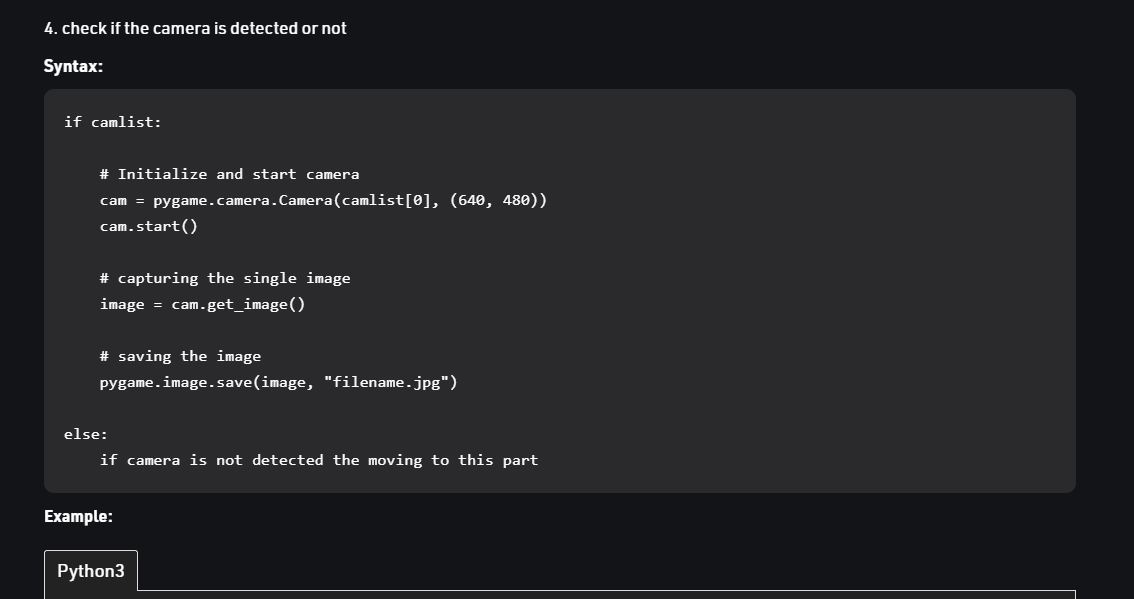 4. check if the camera is detected or not
Syntax:
if camlist:
# Initialize and start camera
cam = pygame.camera.Camera(camlist[0], (640, 480))
cam.start()
# capturing the single image
image = cam.get_image()
# saving the image
pygame.image.save(image, "filename.jpg")
else:
if camera is not detected the moving to this part
Example:
Python3